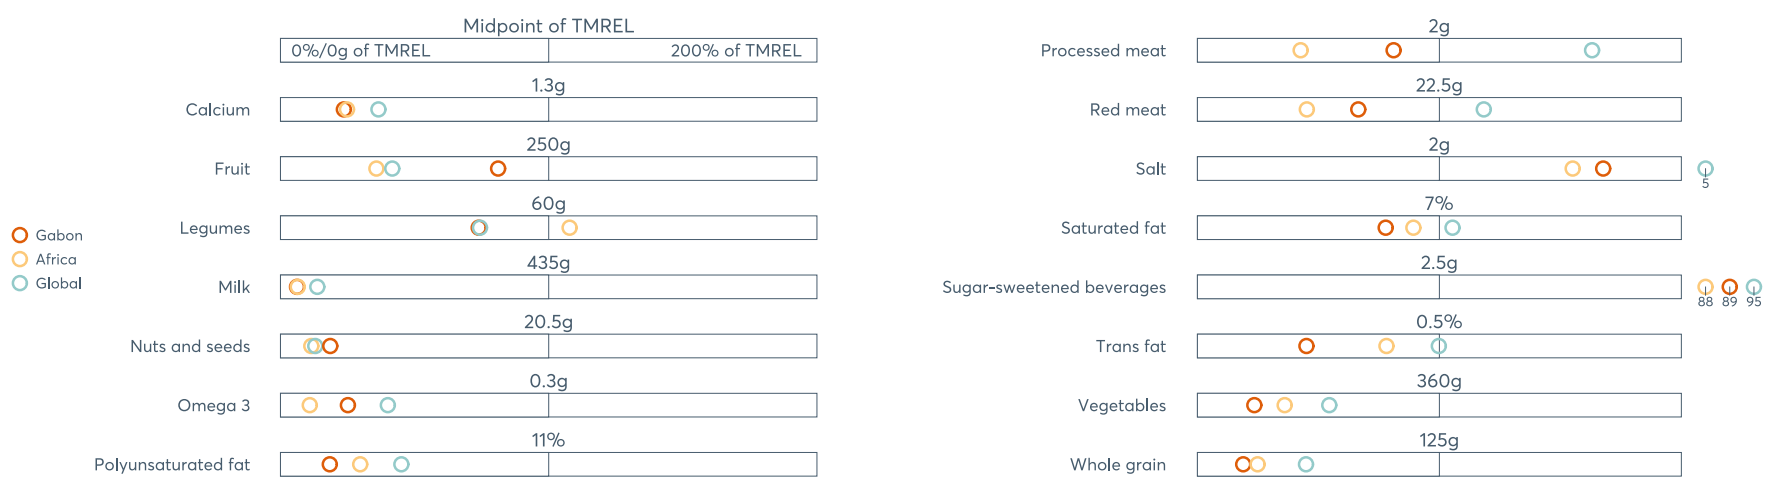 Midpoint of TMREL
0%/0g of TMREL
200% of TMREL
1.3g
Calcium
250g
Fruit
60g
Legumes
435g
Milk
20.5g
Nuts and seeds
0.3g
Omega 3
11%
Polyunsaturated fat
Gabon
Africa
Global
2g
Processed meat
22.5g
Red meat
2g
Salt
5
7%
Saturated fat
2.5g
Sugar-sweetened beverages
88 89 95
0.5%
Trans fat
360g
Vegetables
125g
Whole grain